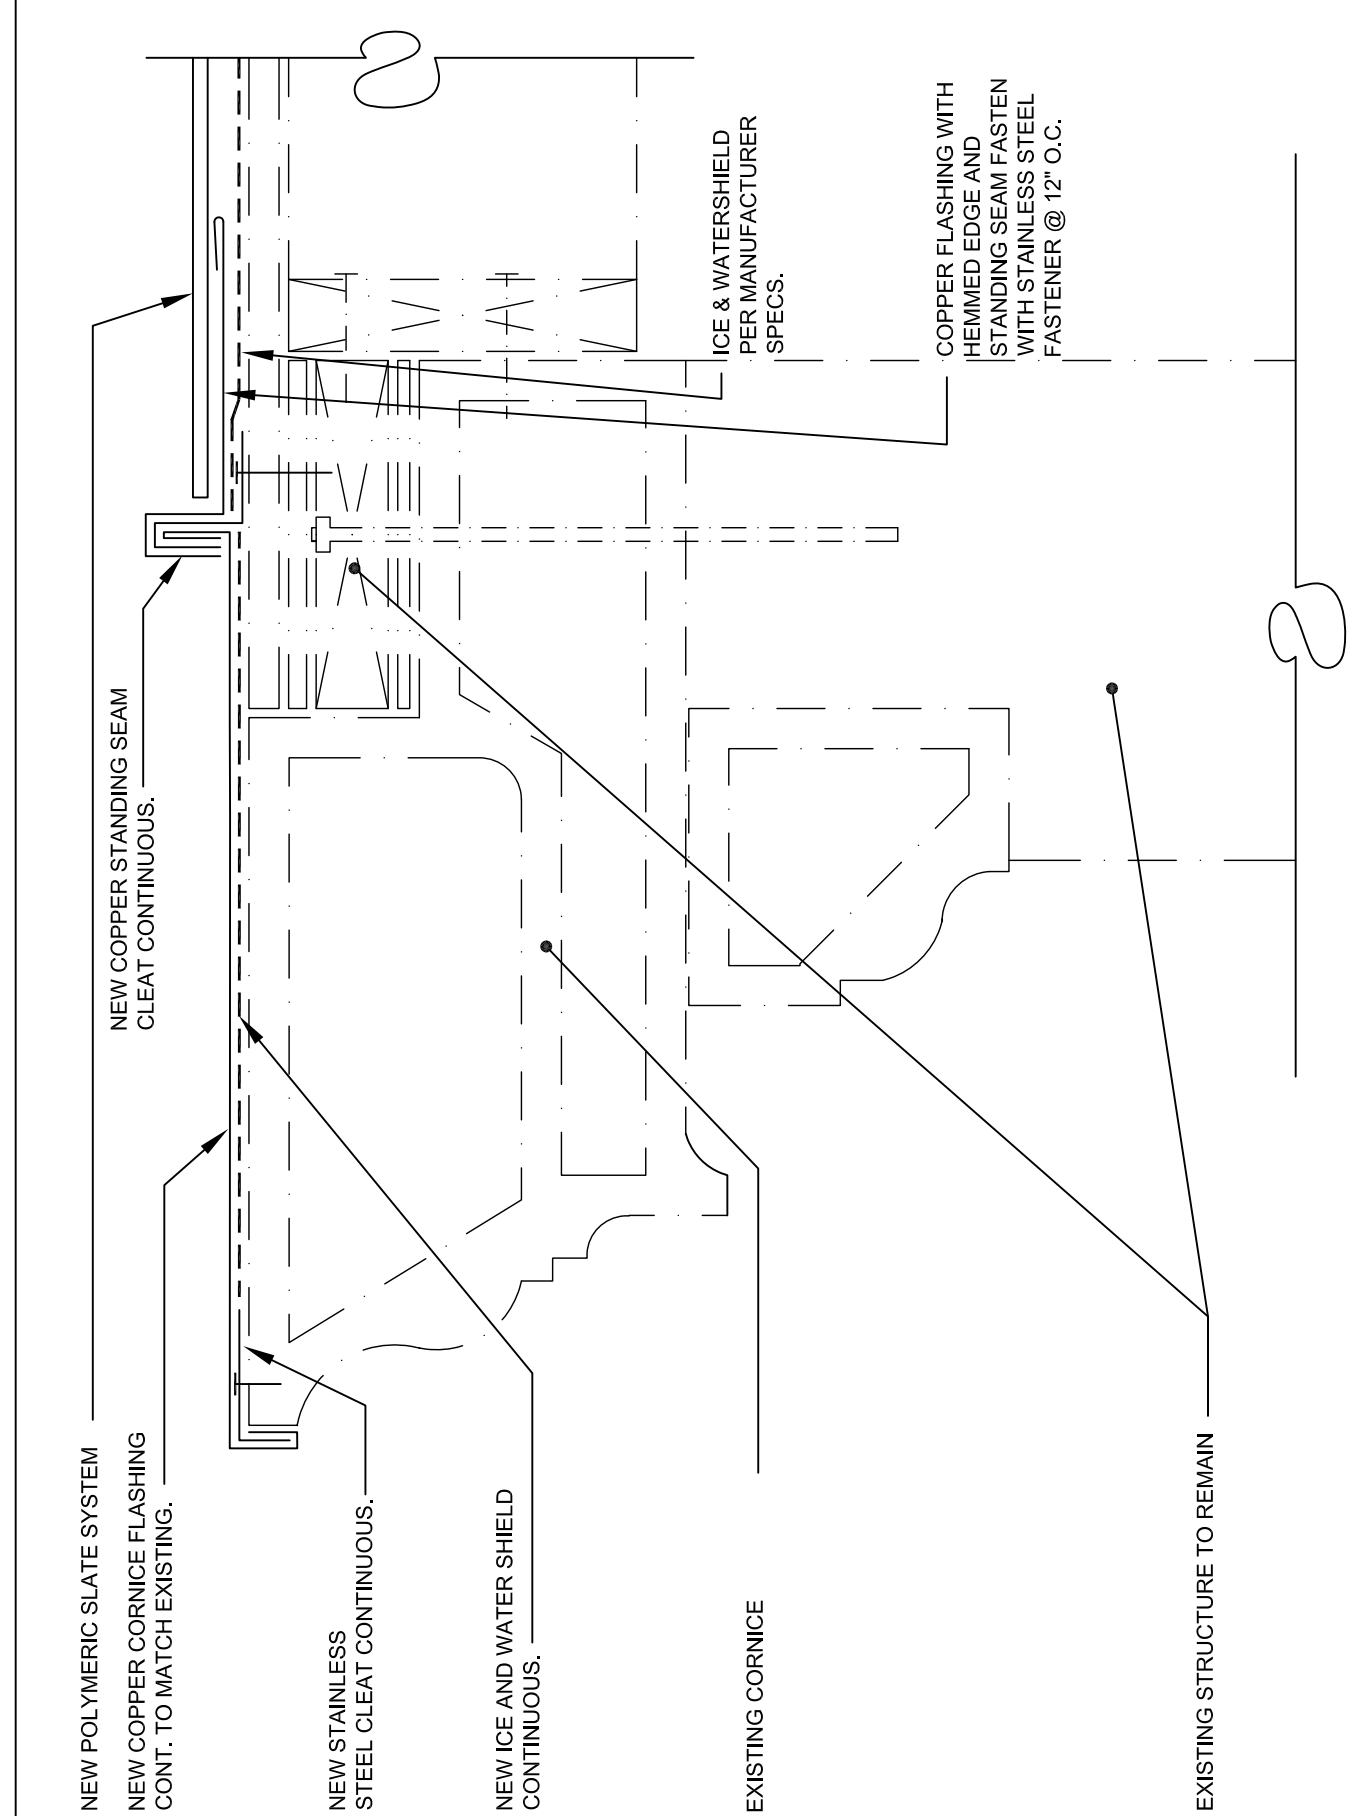 NEW POLYMERIC SLATE SYSTEM
NEW COPPER CORNICE FLASHING
CONT. TO MATCH EXISTING.
NEW COPPER STANDING SEAM
CLEAT CONTINUOUS.
NEW STAINLESS
STEEL CLEAT CONTINUOUS.
NEW ICE AND WATER SHIELD
CONTINUOUS.
ICE & WATERSHIELD
PER MANUFACTURER
SPECS.
EXISTING CORNICE
COPPER FLASHING WITH
HEMMED EDGE AND
STANDING SEAM FASTEN
WITH STAINLESS STEEL
FASTENER @ 12" O.C.
EXISTING STRUCTURE TO REMAIN